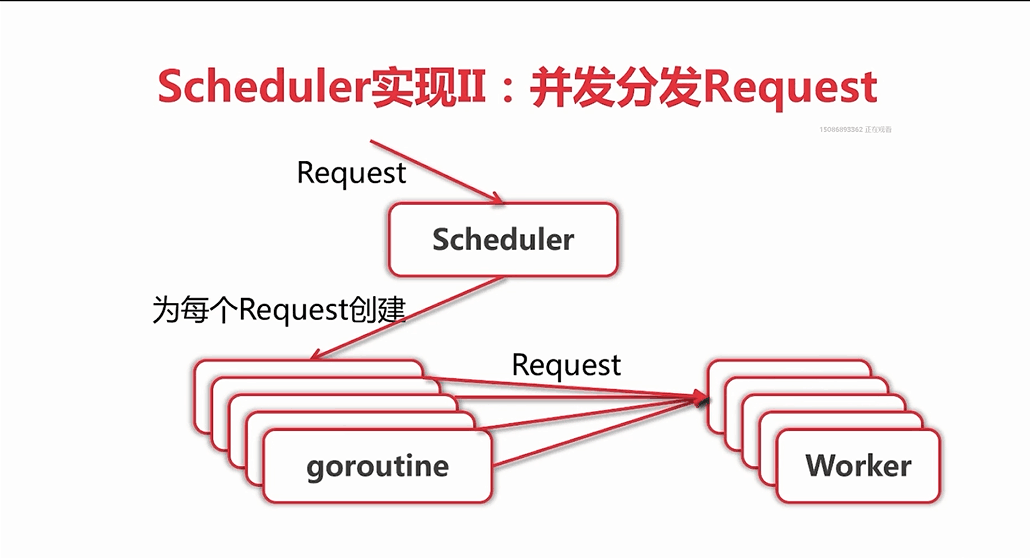 Scheduler实现II：并发分发Request
15086893362 正在观看
Request
Scheduler
为每个Request创建
Request
goroutine
Worker